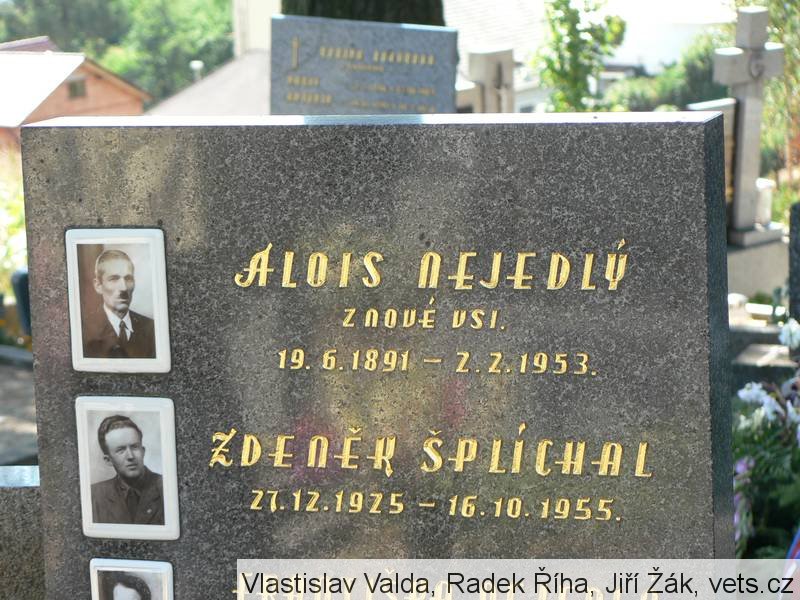 ALOIS NEJEDLÝ
Z NOVÉ VSI.
19.6.1891 – 2.2.1953.
ZDENĚK ŠPLÍCHAL
27.12.1925 – 16.10.1955.
Vlastislav Valda, Radek Říha, Jiří Žák, vets.cz